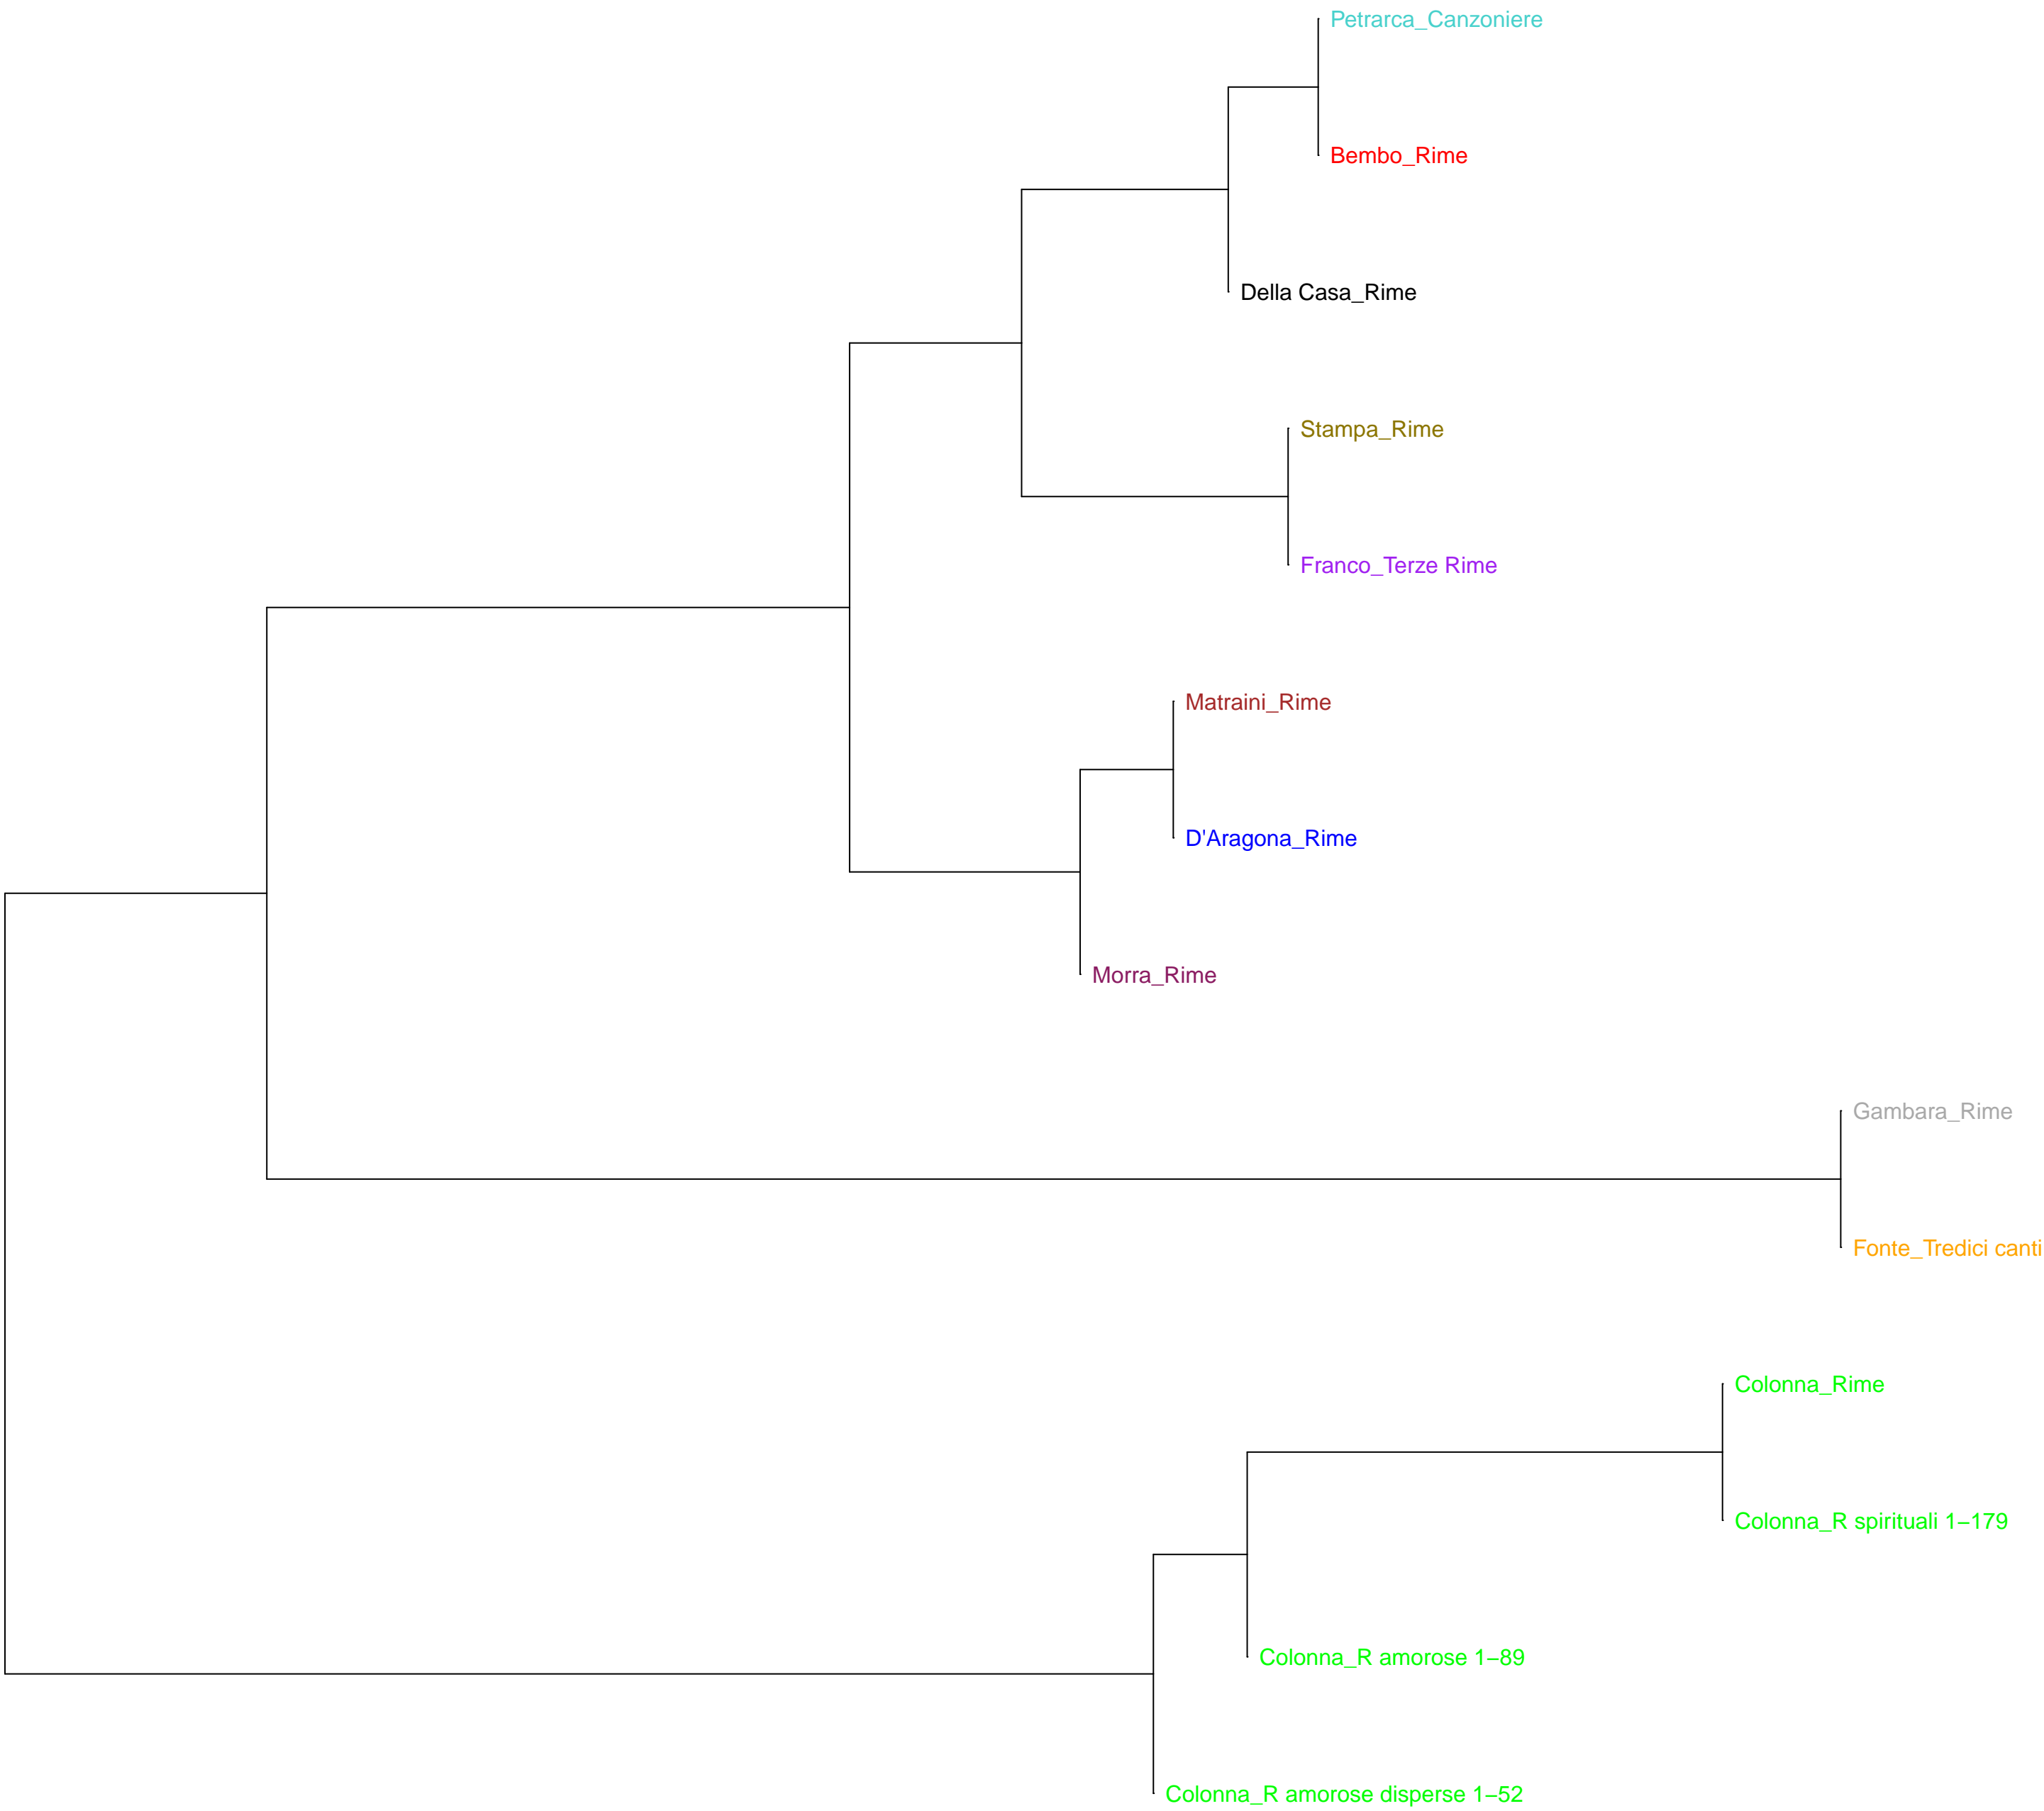 Petrarca_Canzoniere
Bembo_Rime
Della Casa_Rime
Stampa_Rime
Franco_Terze Rime
Matraini_Rime
D'Aragona_Rime
Morra_Rime
Gambara_Rime
Fonte_Tredici canti
Colonna_Rime
Colonna_R spirituali 1−179
Colonna_R amorose 1−89
Colonna_R amorose disperse 1−52